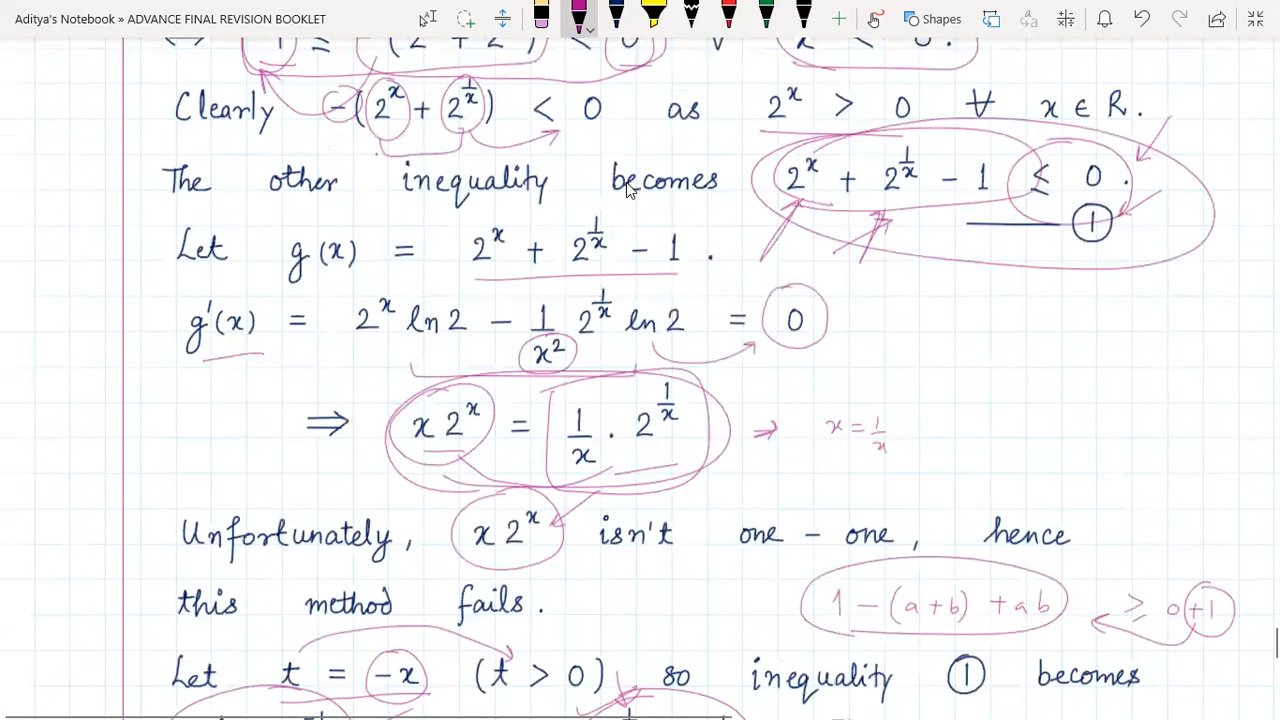 Aditya's Notebook » ADVANCE FINAL REVISION BOOKLET
Shapes
Clearly -(2^x + 2^{1/x}) < 0 as 2^x > 0 ∀ x ∈ R.
The other inequality becomes 2^x + 2^{1/x} - 1 ≤ 0.
①
Let g(x) = 2^x + 2^{1/x} - 1.
g'(x) = 2^x ln 2 - 1/x² 2^{1/x} ln 2 = 0
⇒ x 2^x = 1/x . 2^{1/x} ⇒ x = 1/x
Unfortunately, x 2^x isn't one - one, hence
this method fails. 1 - (a+b) + ab ≥ 0 +1
Let t = -x (t > 0) so inequality ① becomes